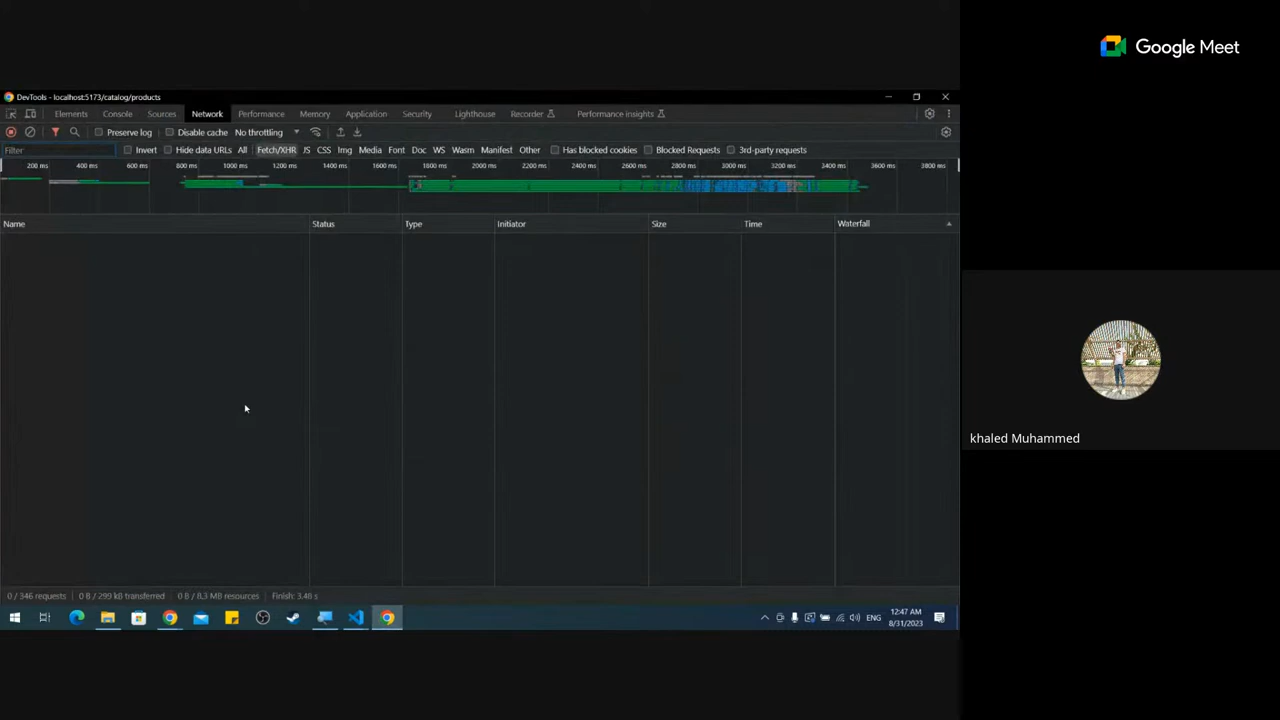 Google Meet
DevTools - localhost:5173/catalog/products
Elements Console Sources Network Performance Memory Application Security Lighthouse Recorder Performance insights
Preserve log Disable cache No throttling
Filter Invert Hide data URLs All Fetch/XHR JS CSS Img Media Font Doc WS Wasm Manifest Other Has blocked cookies Blocked Requests 3rd-party requests
200 ms 400 ms 600 ms 800 ms 1000 ms 1200 ms 1400 ms 1600 ms 1800 ms 2000 ms 2200 ms 2400 ms 2600 ms 2800 ms 3000 ms 3200 ms 3400 ms 3600 ms 3800 ms
Name Status Type Initiator Size Time Waterfall
khaled Muhammed
0 / 346 requests 0 B / 299 kB transferred 0 B / 8.3 MB resources Finish: 3.48 s
ENG 12:47 AM
8/31/2023